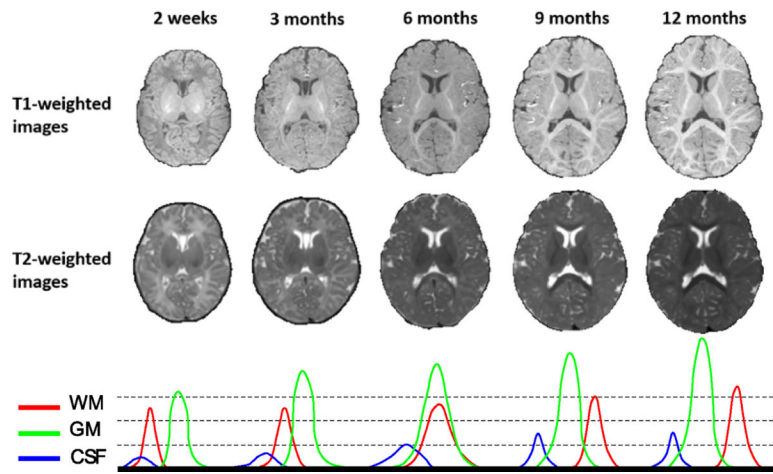 2 weeks 3 months 6 months 9 months 12 months
T1-weighted
images
T2-weighted
images
WM
GM
CSF